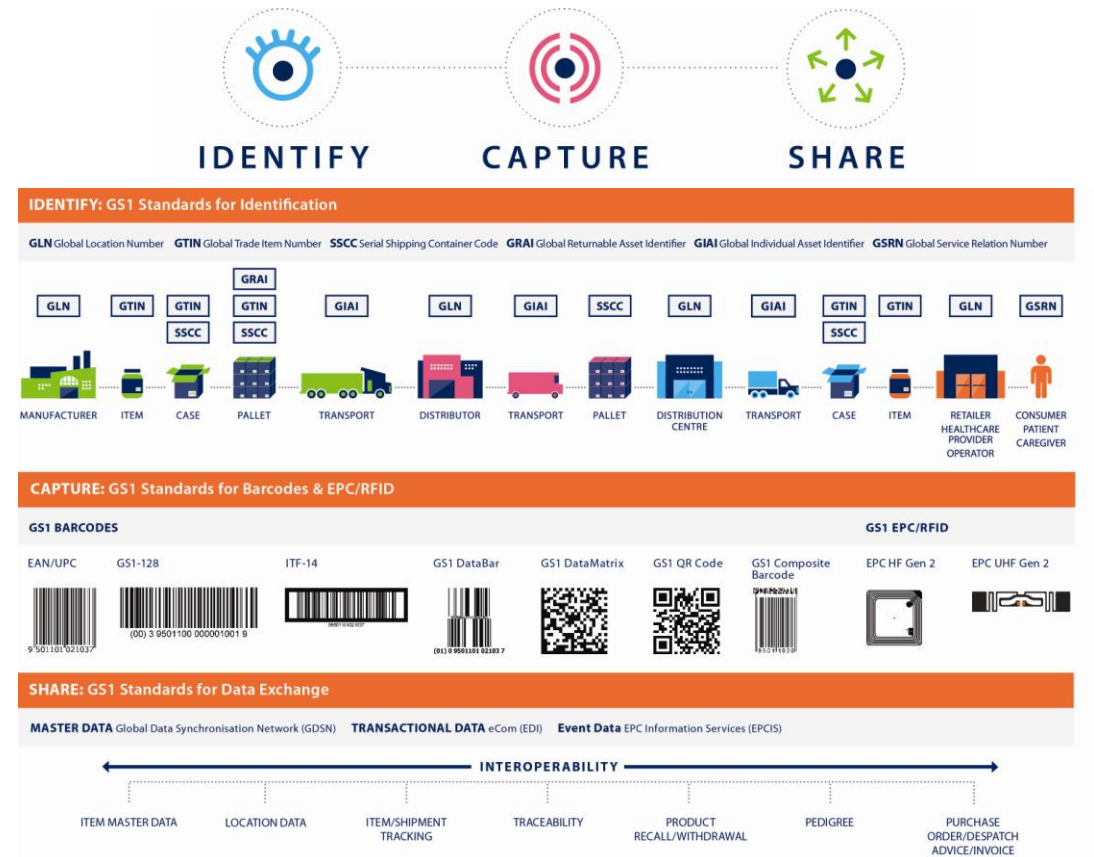 IDENTIFY CAPTURE SHARE
IDENTIFY: GS1 Standards for Identification
GLN Global Location Number GTIN Global Trade Item Number SSCC Serial Shipping Container Code GRAI Global Returnable Asset Identifier GIAI Global Individual Asset Identifier GSRN Global Service Relation Number
GRAI
GLN GTIN GTIN GTIN GIAI GLN GIAI SSCC GLN GIAI GTIN GTIN GLN GSRN
SSCC SSCC SSCC
MANUFACTURER ITEM CASE PALLET TRANSPORT DISTRIBUTOR TRANSPORT PALLET DISTRIBUTION TRANSPORT CASE ITEM RETAILER CONSUMER
CENTRE HEALTHCARE PATIENT
PROVIDER CAREGIVER
OPERATOR
CAPTURE: GS1 Standards for Barcodes & EPC/RFID
GS1 BARCODES GS1 EPC/RFID
EAN/UPC GS1-128 ITF-14 GS1 DataBar GS1 DataMatrix GS1 QR Code GS1 Composite EPC HF Gen 2 EPC UHF Gen 2
Barcode
(00) 3 9501100 000001001 9
9 501101 021037
(01) 0 9501101 02103 7
SHARE: GS1 Standards for Data Exchange
MASTER DATA Global Data Synchronisation Network (GDSN) TRANSACTIONAL DATA eCom (EDI) Event Data EPC Information Services (EPCIS)
INTEROPERABILITY
ITEM MASTER DATA LOCATION DATA ITEM/SHIPMENT TRACEABILITY PRODUCT PEDIGREE PURCHASE
TRACKING RECALL/WITHDRAWAL ORDER/DESPATCH
ADVICE/INVOICE